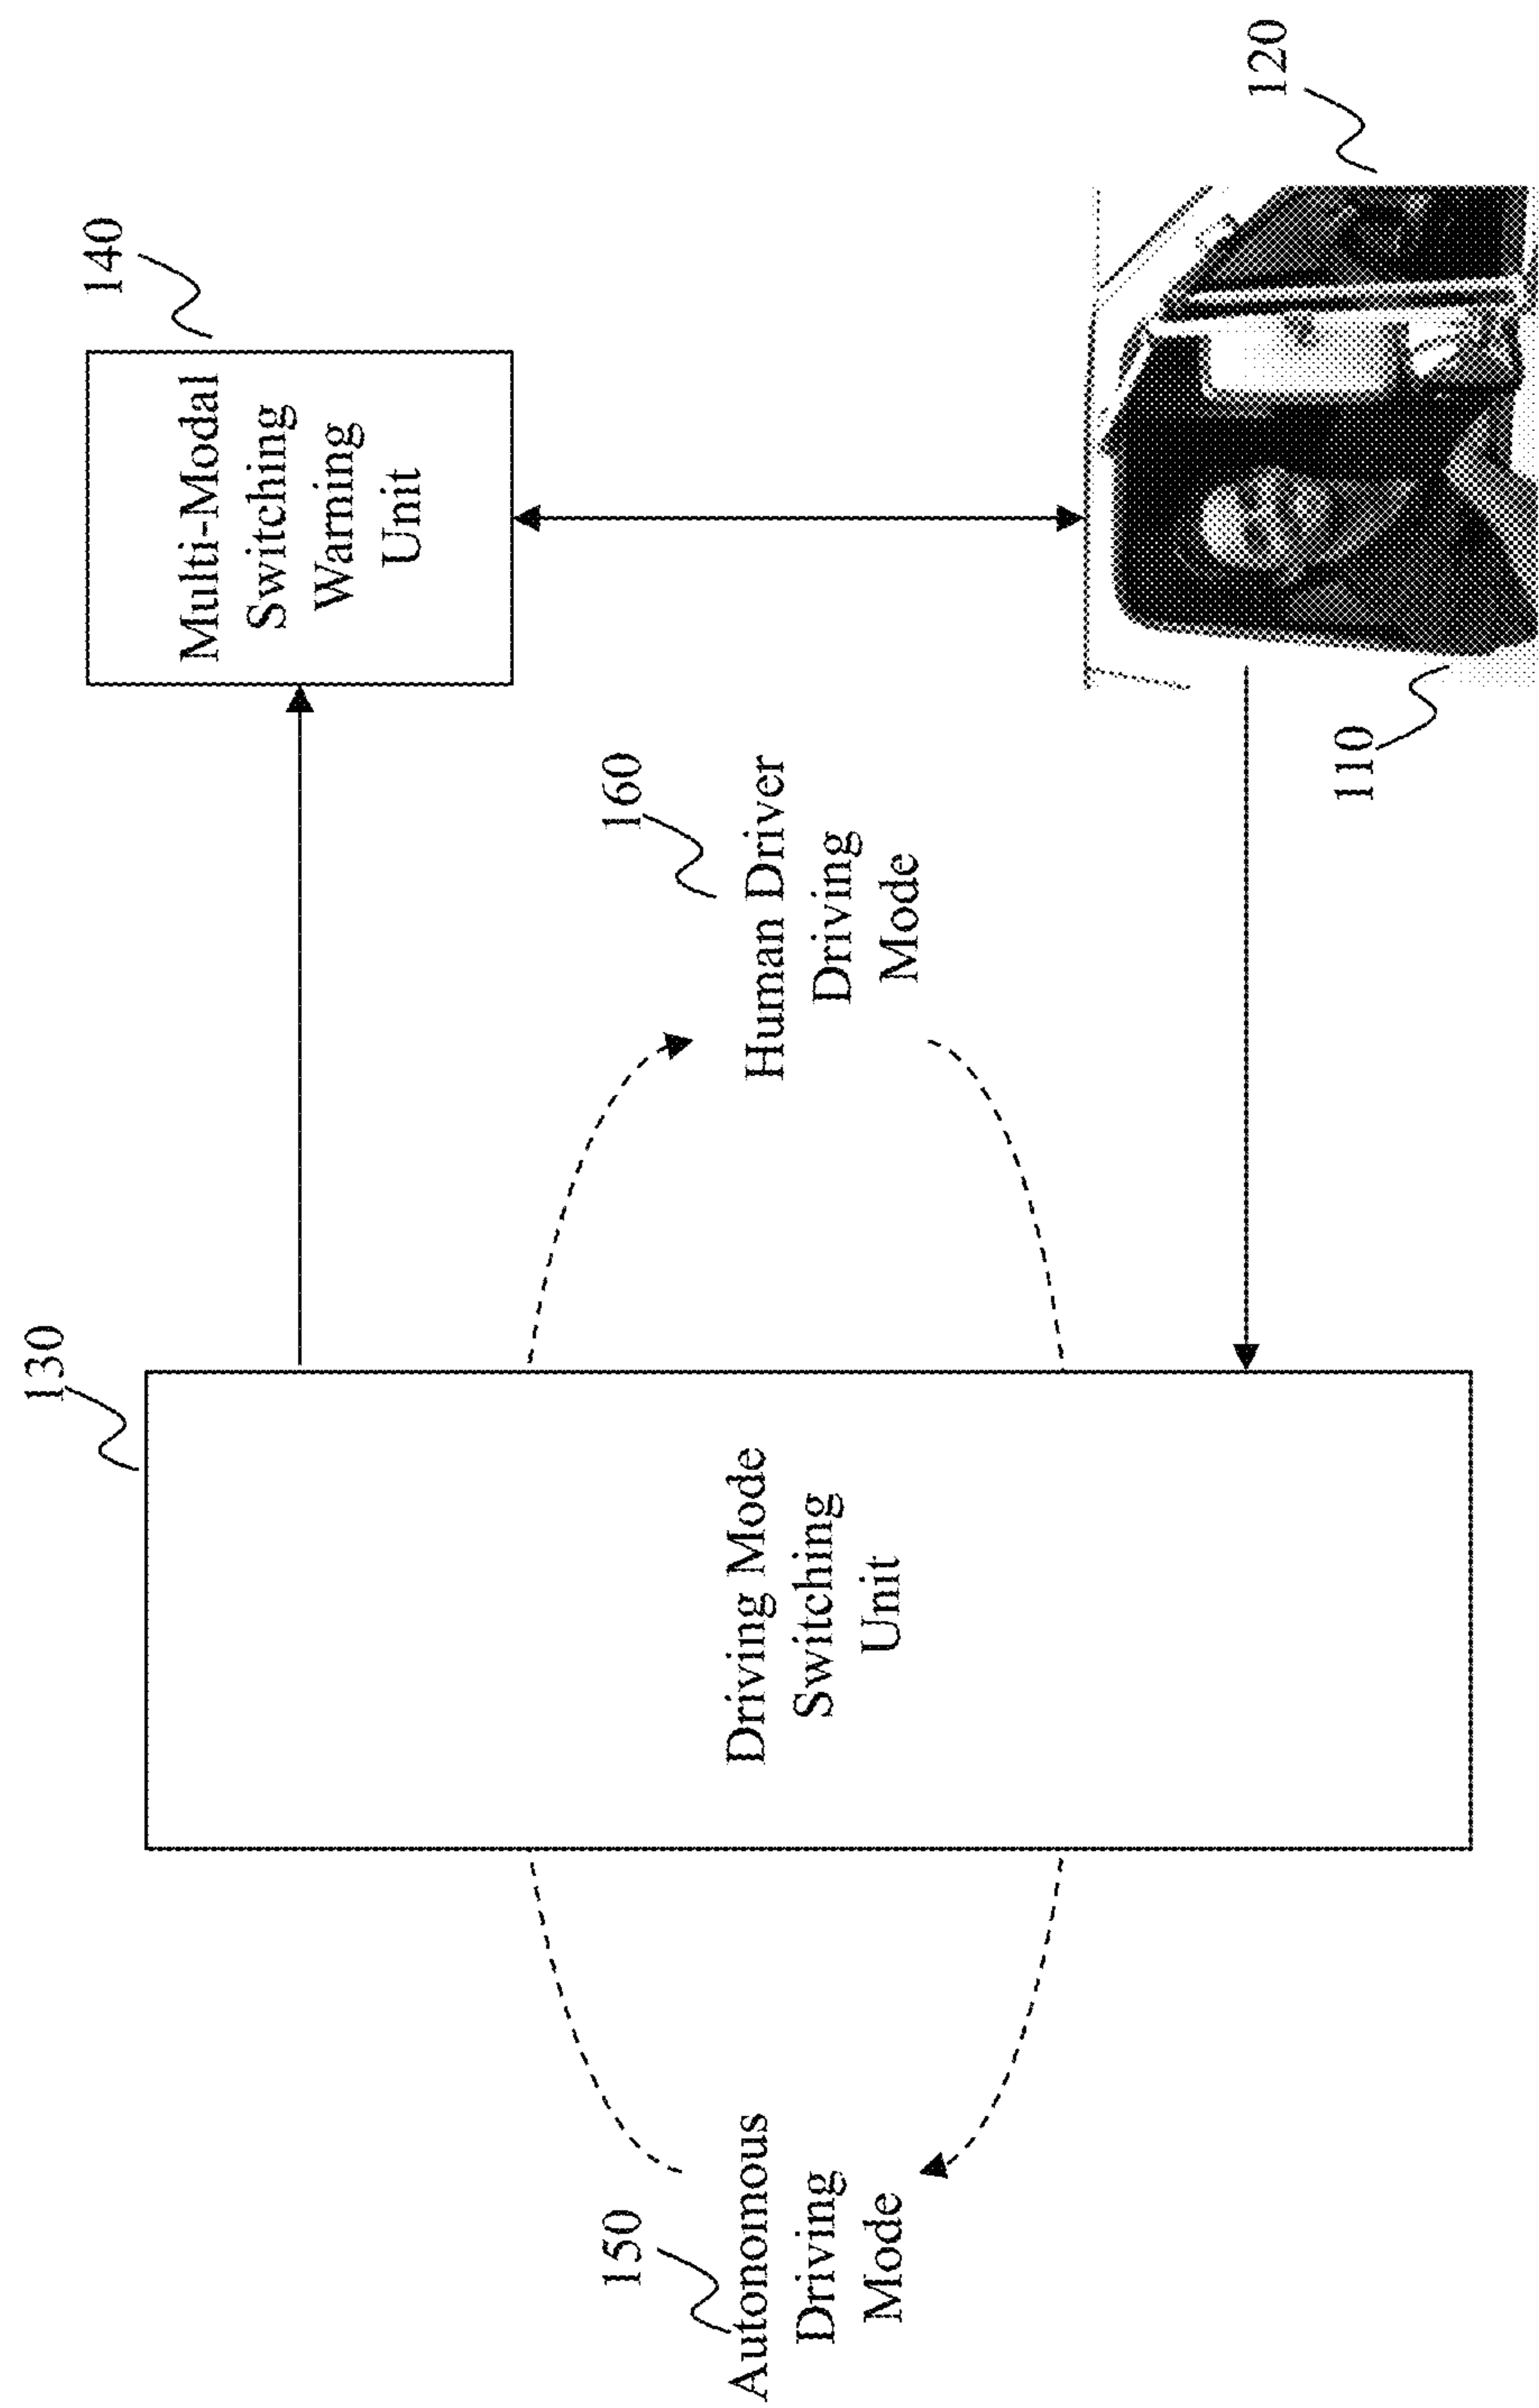 130
140
Multi-Modal
Switching
Warning
Unit
Driving Mode
Switching
Unit
150
Autonomous
Driving
Mode
160
Human Driver
Driving
Mode
110
120